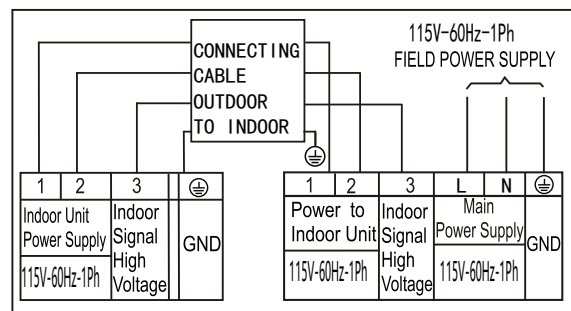 115V-60Hz-1Ph
FIELD POWER SUPPLY
CONNECTING
CABLE
OUTDOOR
TO INDOOR
1 2 3
Indoor Unit
Power Supply
115V-60Hz-1Ph
Indoor
Signal
High
Voltage
GND
1 2 3 L N
Power to
Indoor Unit
115V-60Hz-1Ph
Indoor
Signal
High
Voltage
Main
Power Supply
115V-60Hz-1Ph
GND